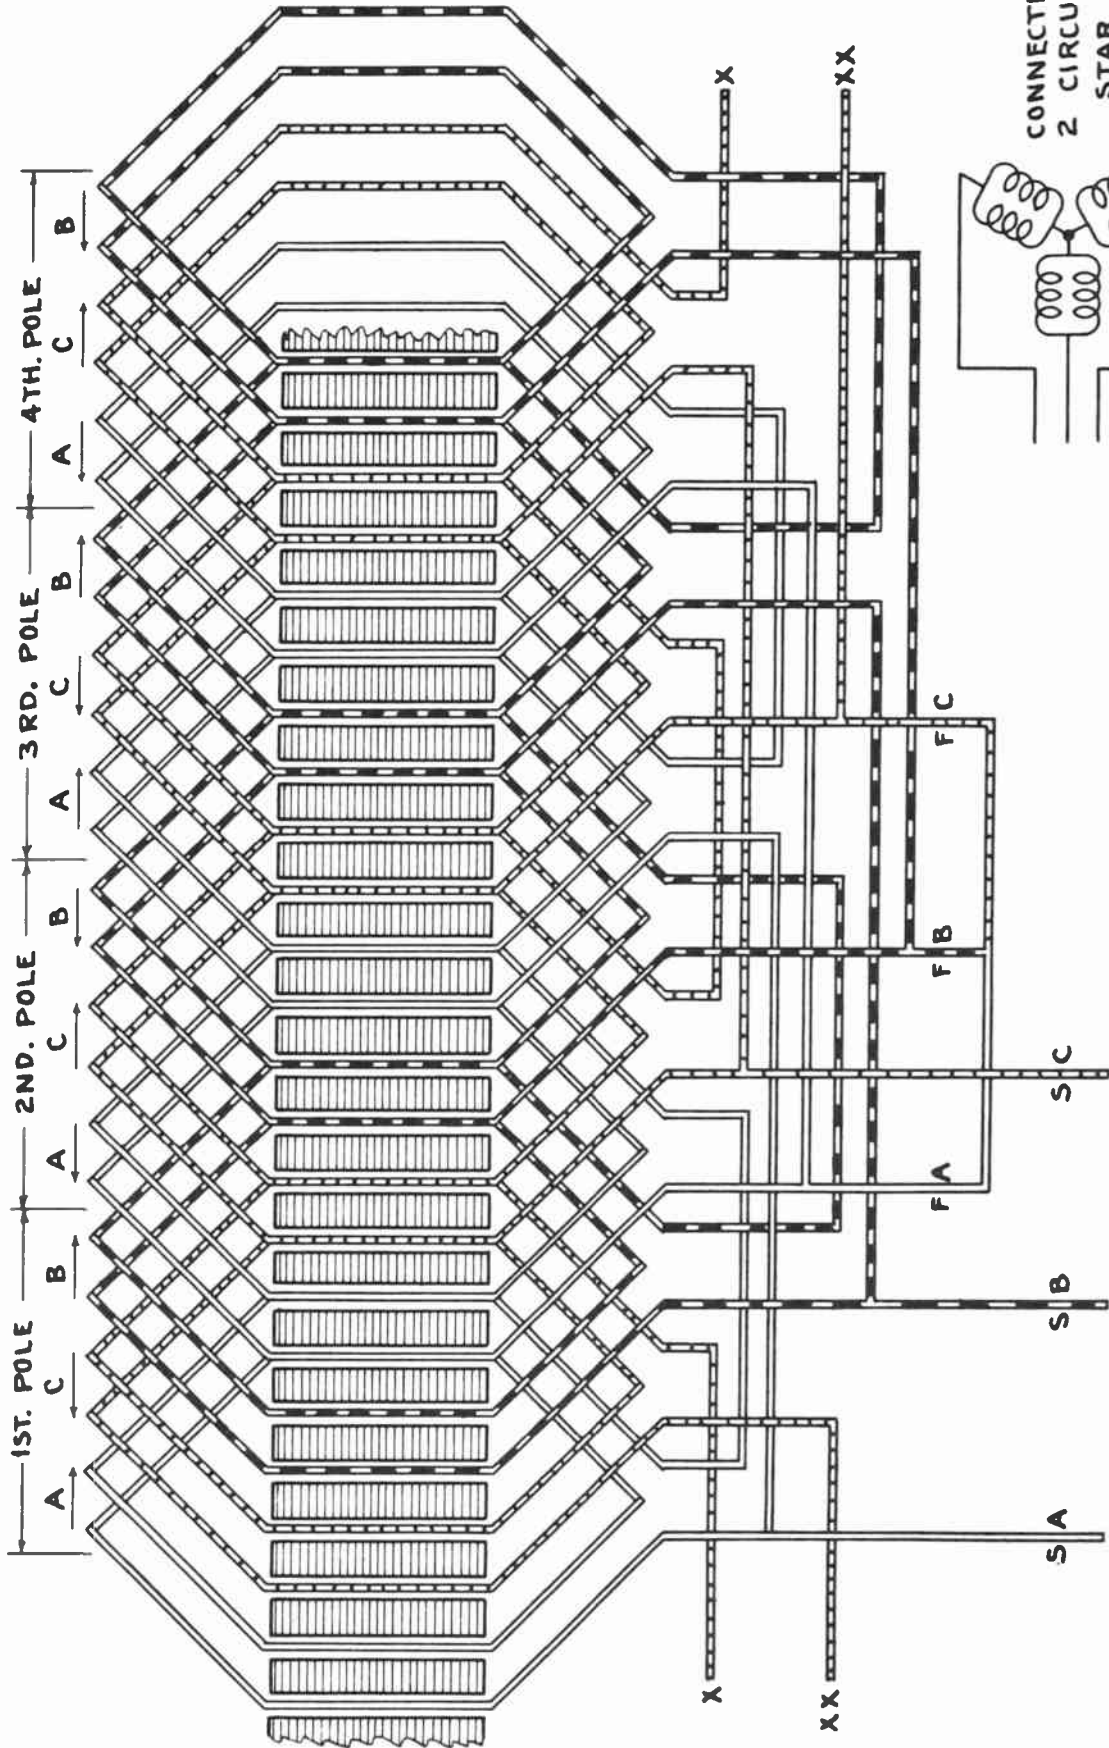 1ST. POLE 2ND. POLE 3RD. POLE 4TH. POLE
A C B A C B A C B A C B
X X
XX XX
S A S B F A S C F B F C
CONNECT
2 CIRCU
STAR